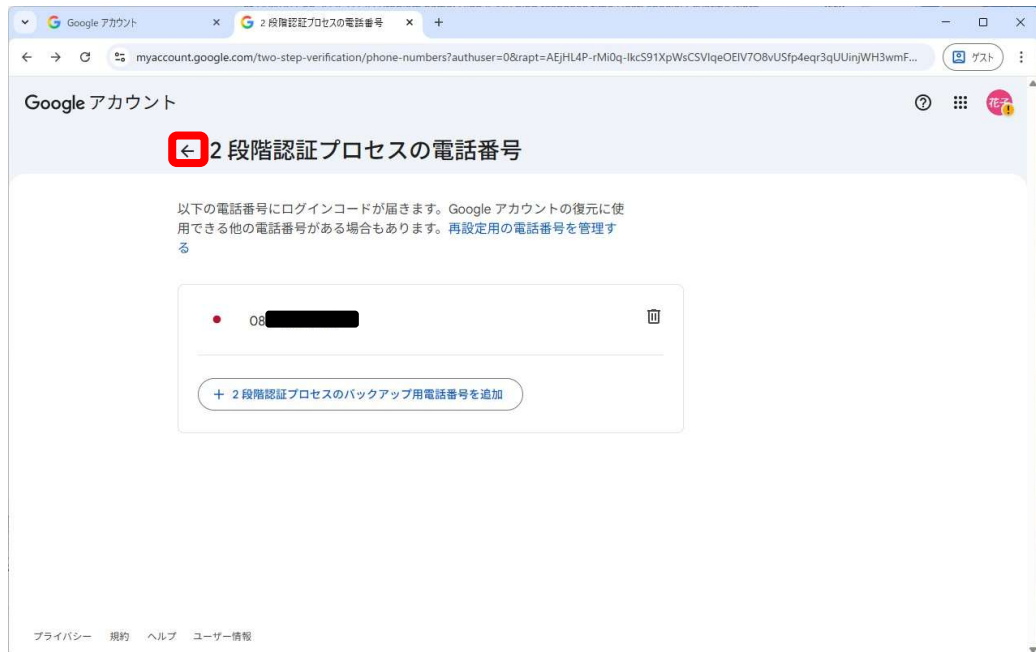 Google アカウント
2 段階認証プロセスの電話番号
myaccount.google.com/two-step-verification/phone-numbers?authuser=0&rapt=AEjHL4P-rMi0q-IkcS91XpWsCSVIqeOEIV7O8vUSfp4eqr3qUUinjWH3wmF...
ゲスト
Google アカウント
花子
2 段階認証プロセスの電話番号
以下の電話番号にログインコードが届きます。Google アカウントの復元に使
用できる他の電話番号がある場合もあります。再設定用の電話番号を管理す
る
08
+ 2 段階認証プロセスのバックアップ用電話番号を追加
プライバシー 規約 ヘルプ ユーザー情報